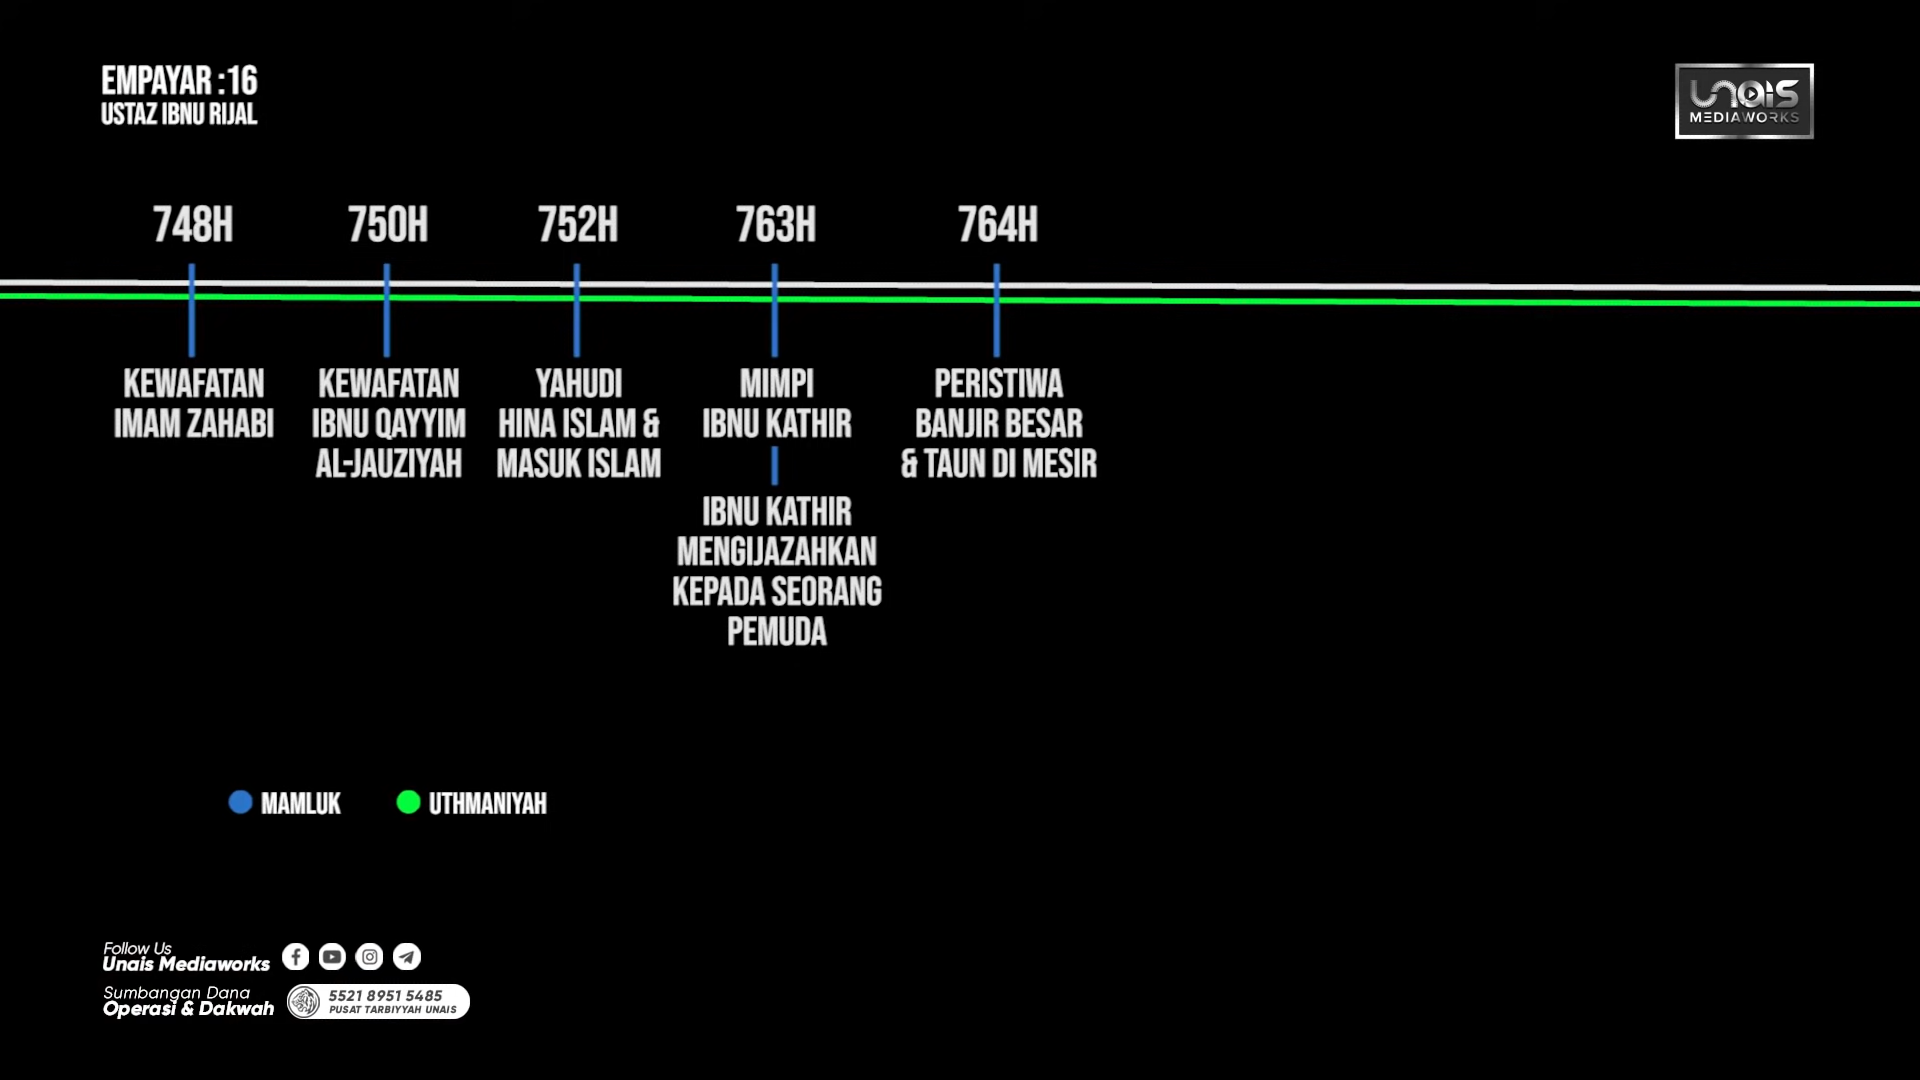 EMPAYAR :16
USTAZ IBNU RIJAL
UNAIS
MEDIAWORKS
748H
750H
752H
763H
764H
KEWAFATAN
IMAM ZAHABI
KEWAFATAN
IBNU QAYYIM
AL-JAUZIYAH
YAHUDI
HINA ISLAM &
MASUK ISLAM
MIMPI
IBNU KATHIR
IBNU KATHIR
MENGIJAZAHKAN
KEPADA SEORANG
PEMUDA
PERISTIWA
BANJIR BESAR
& TAUN DI MESIR
MAMLUK
UTHMANIYAH
Follow Us
Unais Mediaworks
Sumbangan Dana
Operasi & Dakwah
5521 8951 5485
PUSAT TARBIYYAH UNAIS